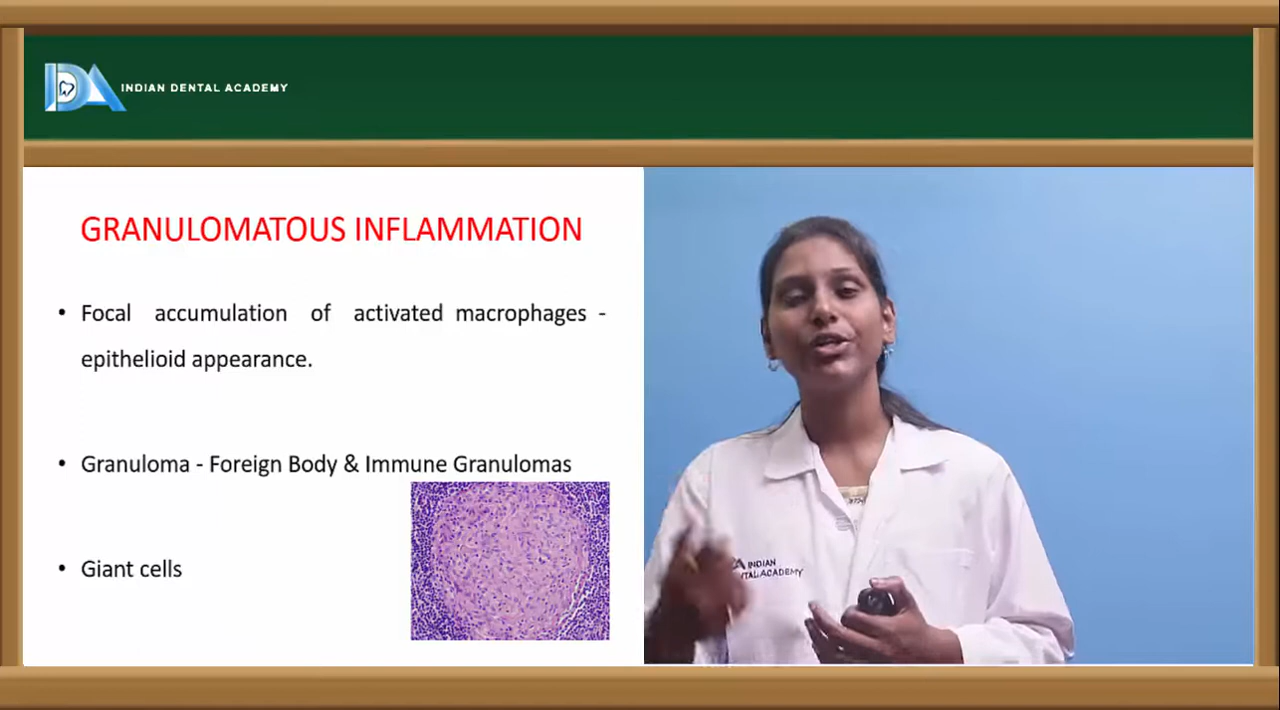 INDIAN DENTAL ACADEMY
GRANULOMATOUS INFLAMMATION
• Focal accumulation of activated macrophages -
epithelioid appearance.
• Granuloma - Foreign Body & Immune Granulomas
• Giant cells
INDIAN